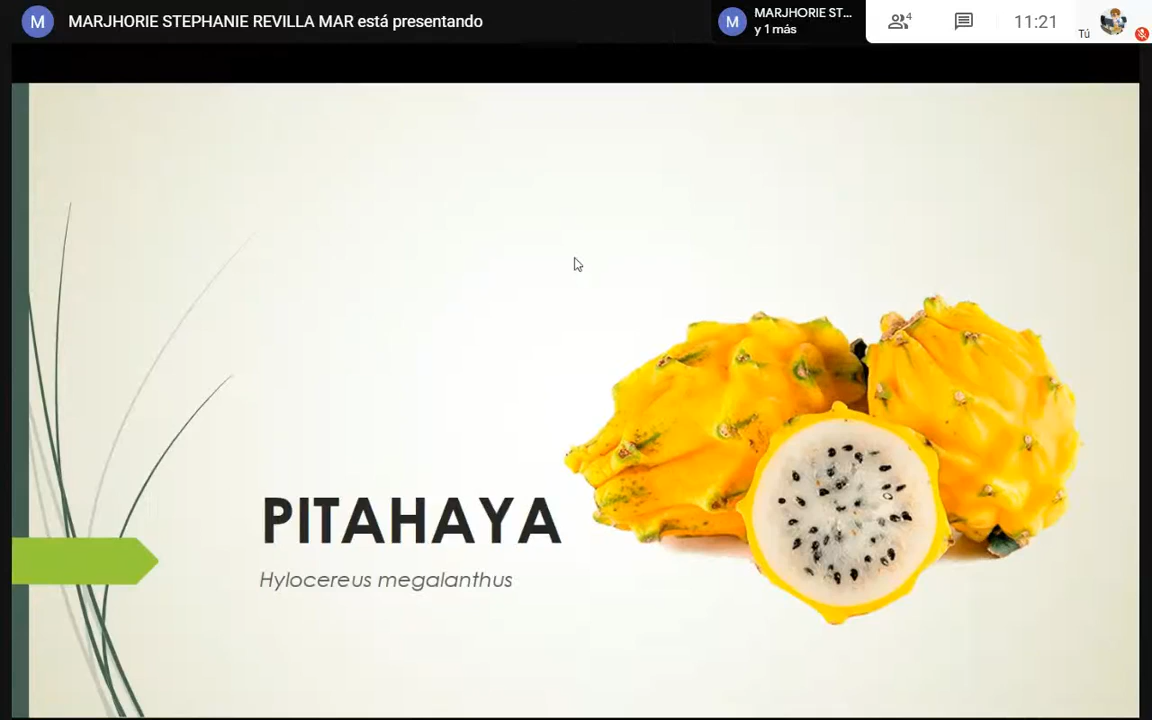 M MARJHORIE STEPHANIE REVILLA MAR está presentando
M MARJHORIE ST...
y 1 más
4
11:21
Tú
PITAHAYA
Hylocereus megalanthus